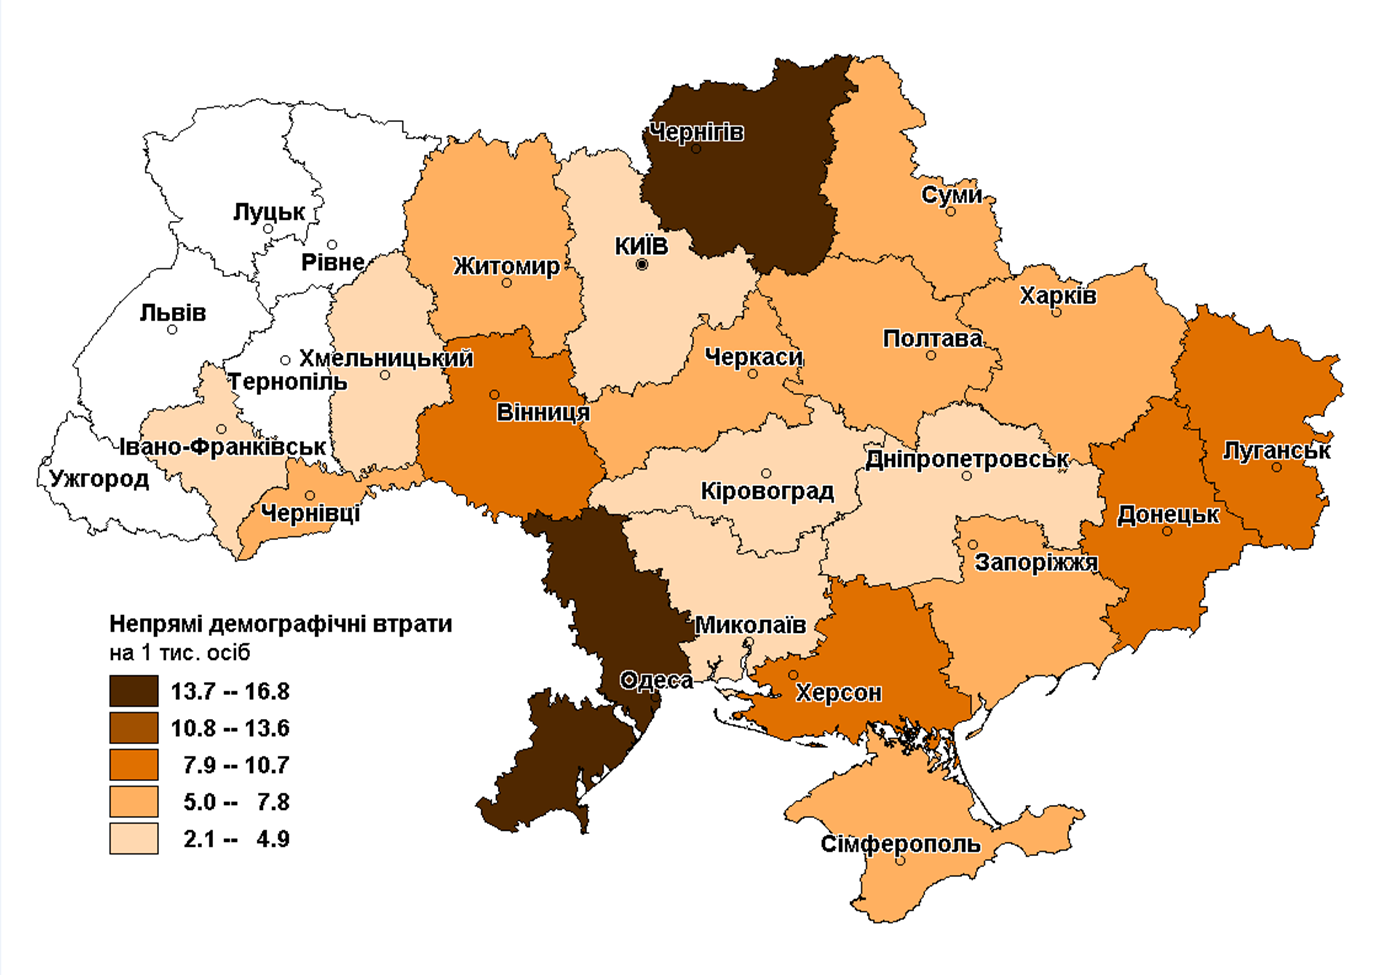 Чернігів
Суми
Луцьк
Рівне
КИЇВ
Житомир
Харків
Львів
Полтава
Хмельницький
Черкаси
Тернопіль
Вінниця
Івано-Франківськ
Луганськ
Дніпропетровськ
Ужгород
Кіровоград
Чернівці
Донецьк
Запоріжжя
Непрямі демографічні втрати
Миколаїв
на 1 тис. осіб
Одеса
13.7 -- 16.8
Херсон
10.8 -- 13.6
7.9 -- 10.7
5.0 -- 7.8
2.1 -- 4.9
Сімферополь